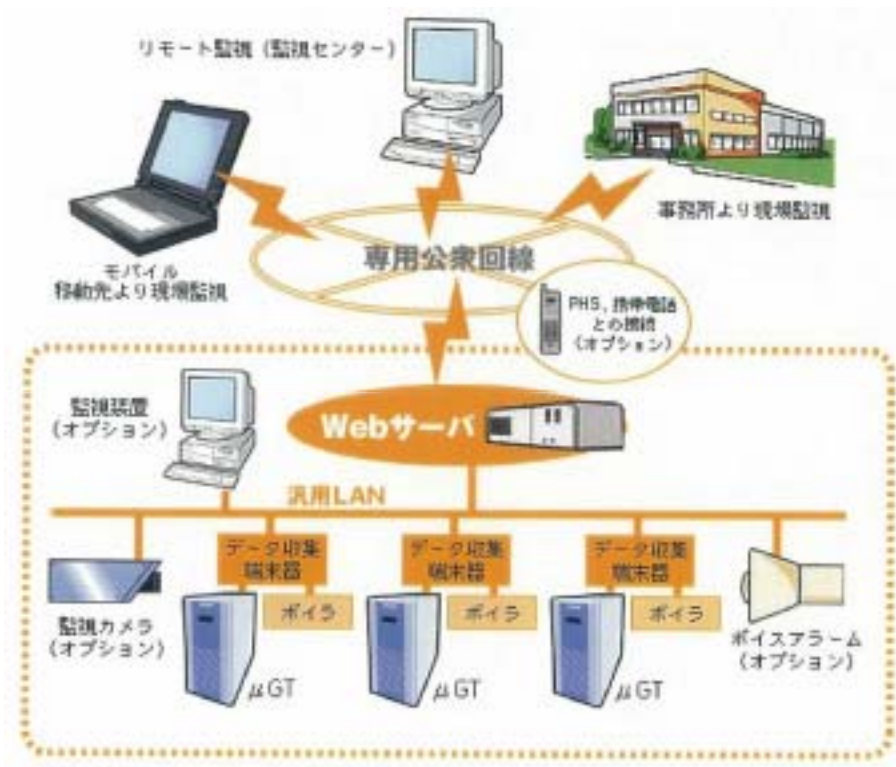 リモート監視（監視センター）
事務所より現場監視
モバイル
移動先より現場監視
専用公衆回線
PHS、携帯電話
との接続
（オプション）
監視装置
（オプション）
Webサーバ
汎用LAN
データ収集
端末器
データ収集
端末器
データ収集
端末器
ボイラ
ボイラ
ボイラ
監視カメラ
（オプション）
ボイスアラーム
（オプション）
μGT
μGT
μGT